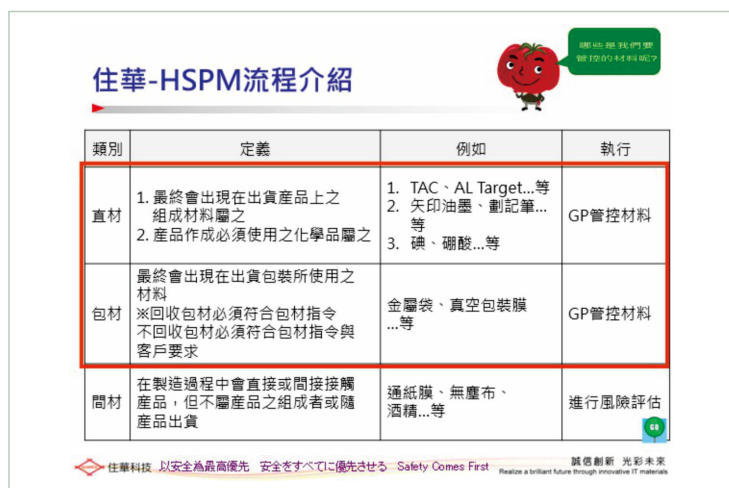 哪些是我們要
管控的材料呢?
住華-HSPM流程介紹
類別 定義 例如 執行
直材
1. 最終會出現在出貨產品上之
組成材料屬之
2. 產品作成必須使用之化學品屬之
1. TAC、AL Target...等
2. 矢印油墨、劃記筆...
等
3. 碘、硼酸...等
GP管控材料
包材
最終會出現在出貨包裝所使用之
材料
※回收包材必須符合包材指令
不回收包材必須符合包材指令與
客戶要求
金屬袋、真空包裝膜
...等
GP管控材料
間材
在製造過程中會直接或間接接觸
產品，但不屬產品之組成者或隨
產品出貨
通紙膜、無塵布、
酒精...等
進行風險評估
GO
住華科技 以安全為最高優先 安全をすべてに優先させる Safety Comes First
誠信創新 光彩未來
Realize a brilliant future through innovative IT materials